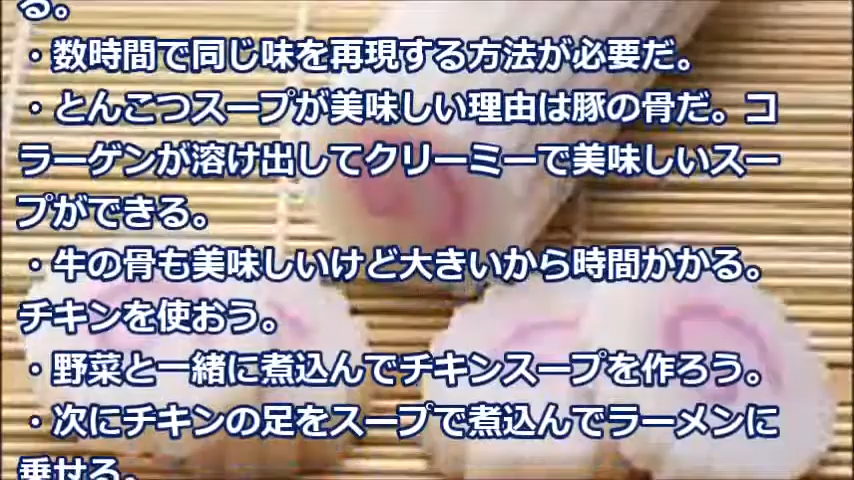 る。
・数時間で同じ味を再現する方法が必要だ。
・とんこつスープが美味しい理由は豚の骨だ。コ
ラーゲンが溶け出してクリーミーで美味しいスー
プができる。
・牛の骨も美味しいけど大きいから時間かかる。
チキンを使おう。
・野菜と一緒に煮込んでチキンスープを作ろう。
・次にチキンの足をスープで煮込んでラーメンに
乗せる。